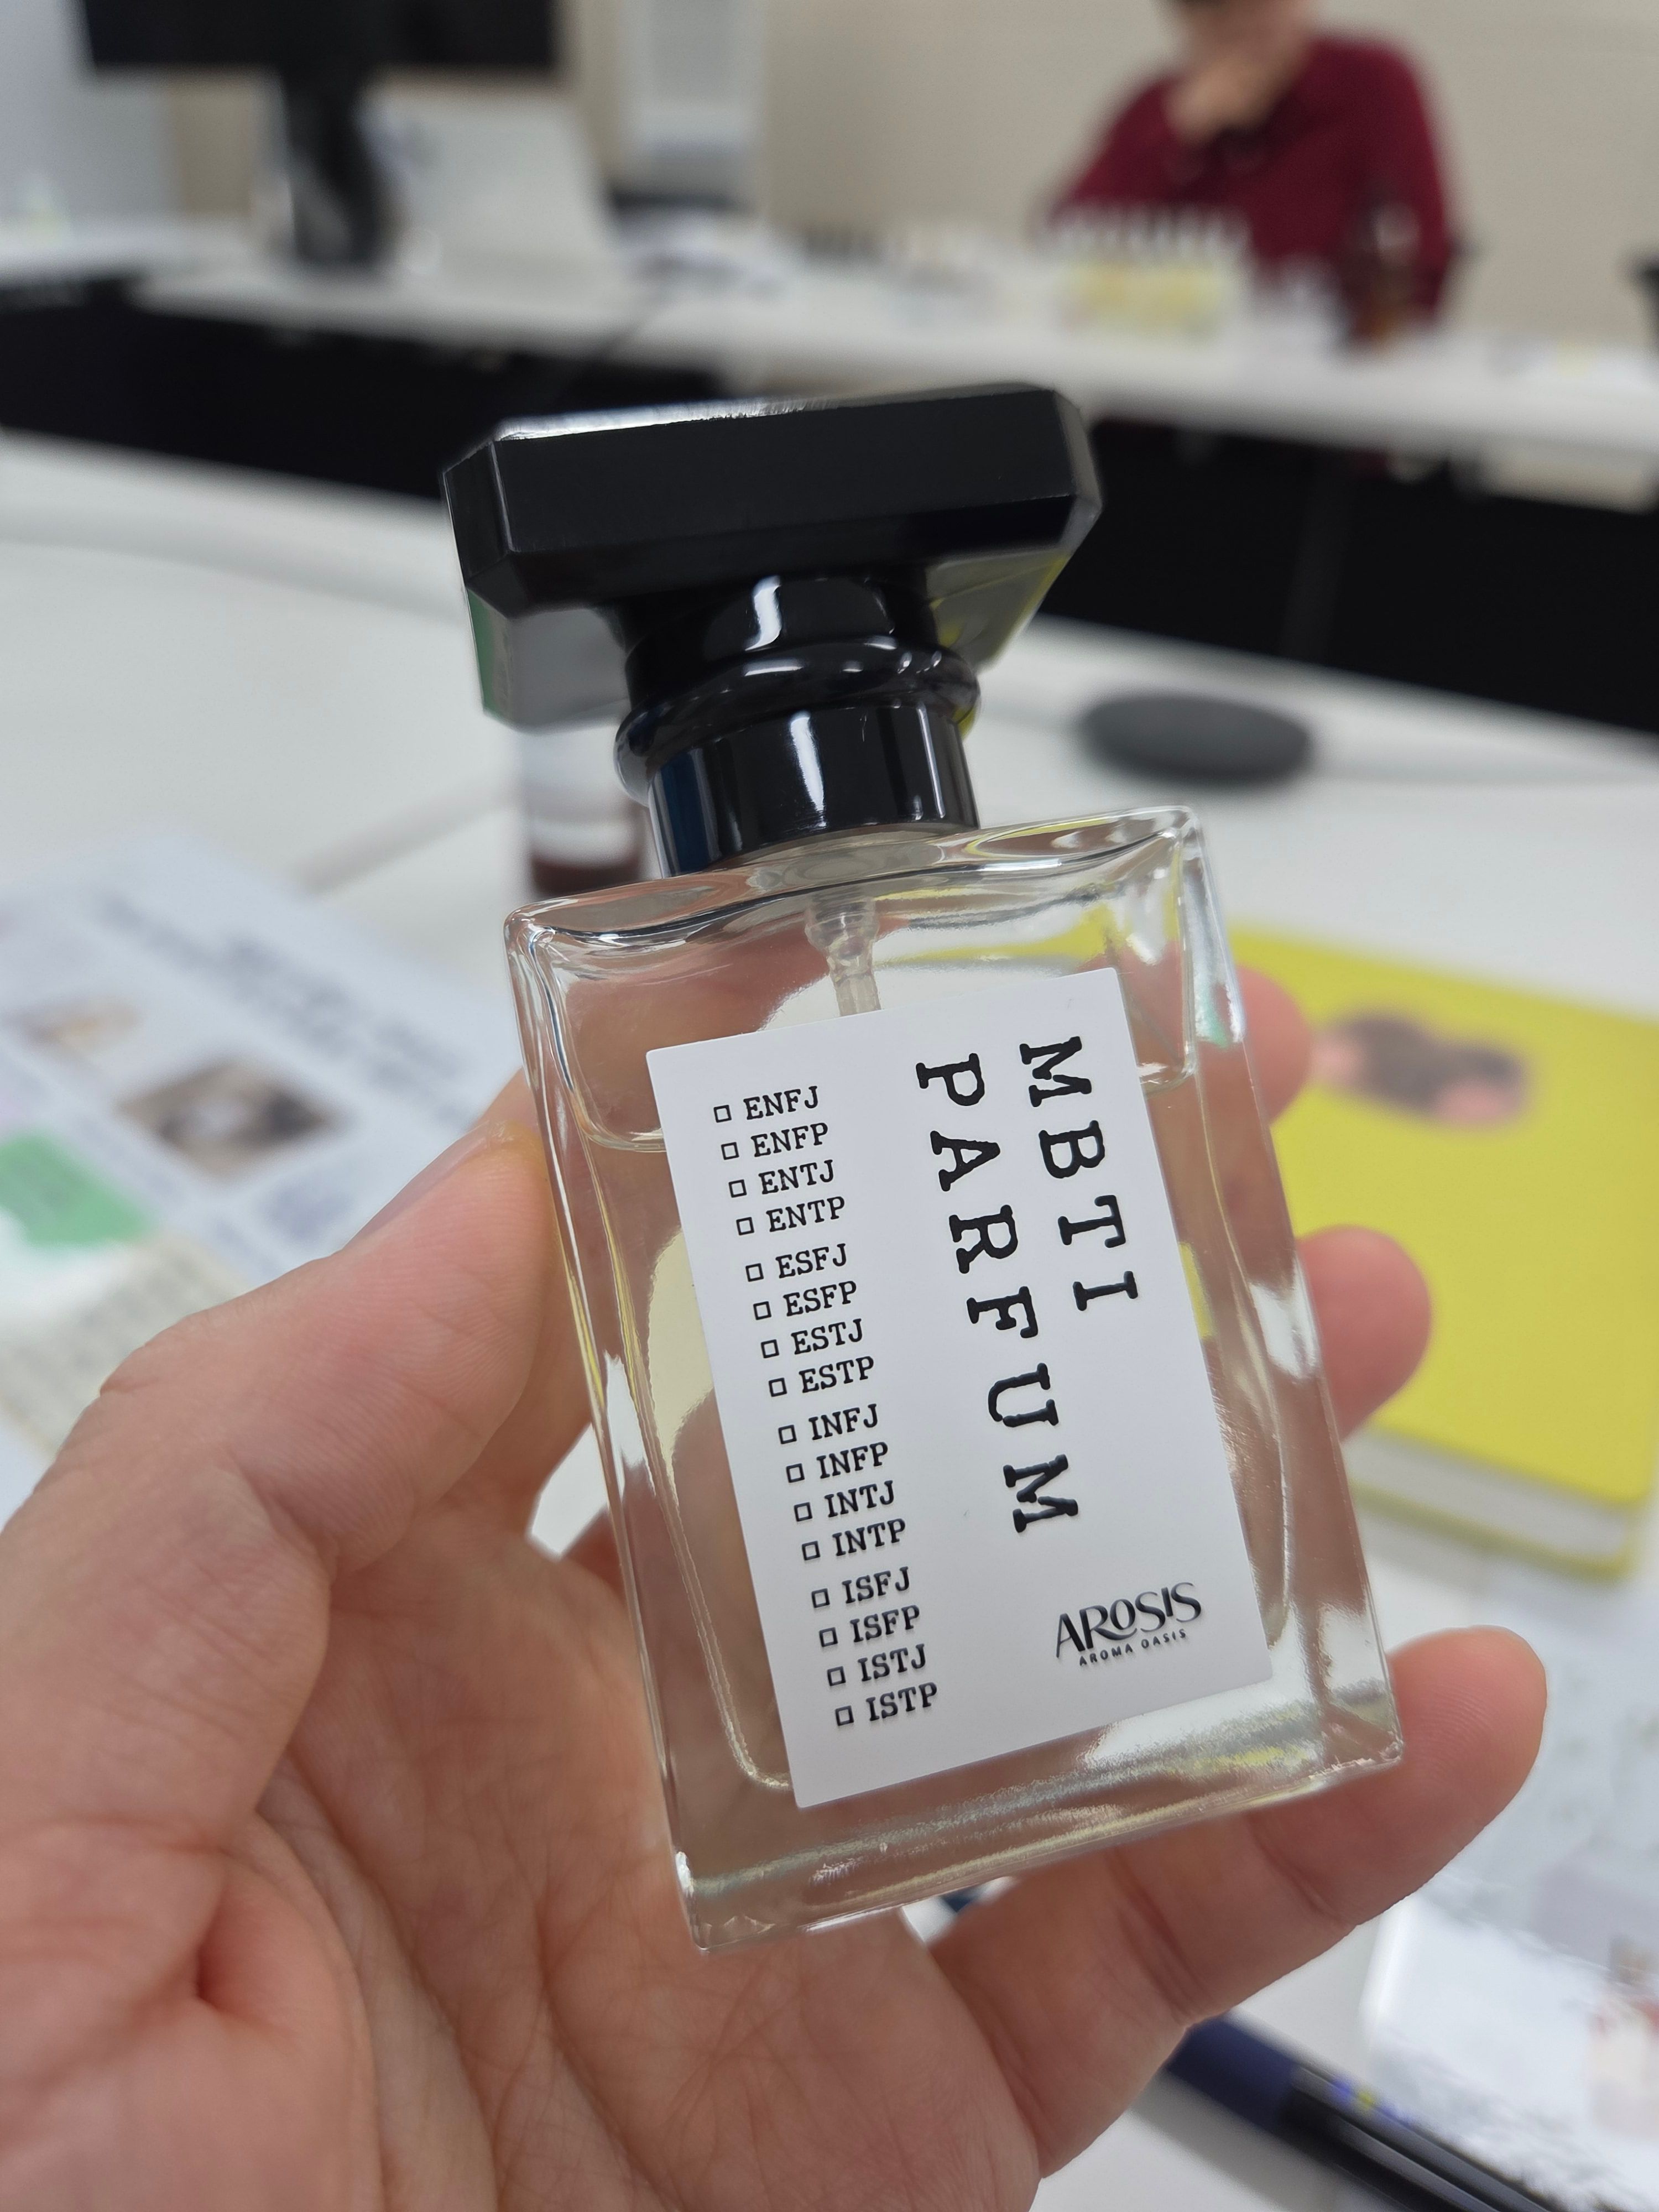 MBTI
PARFUM
☐ ENFJ
☐ ENFP
☐ ENTJ
☐ ENTP
☐ ESFJ
☐ ESFP
☐ ESTJ
☐ ESTP
☐ INFJ
☐ INFP
☐ INTJ
☐ INTP
☐ ISFJ
☐ ISFP
☐ ISTJ
☐ ISTP
AROSIS
AROMA OASIS